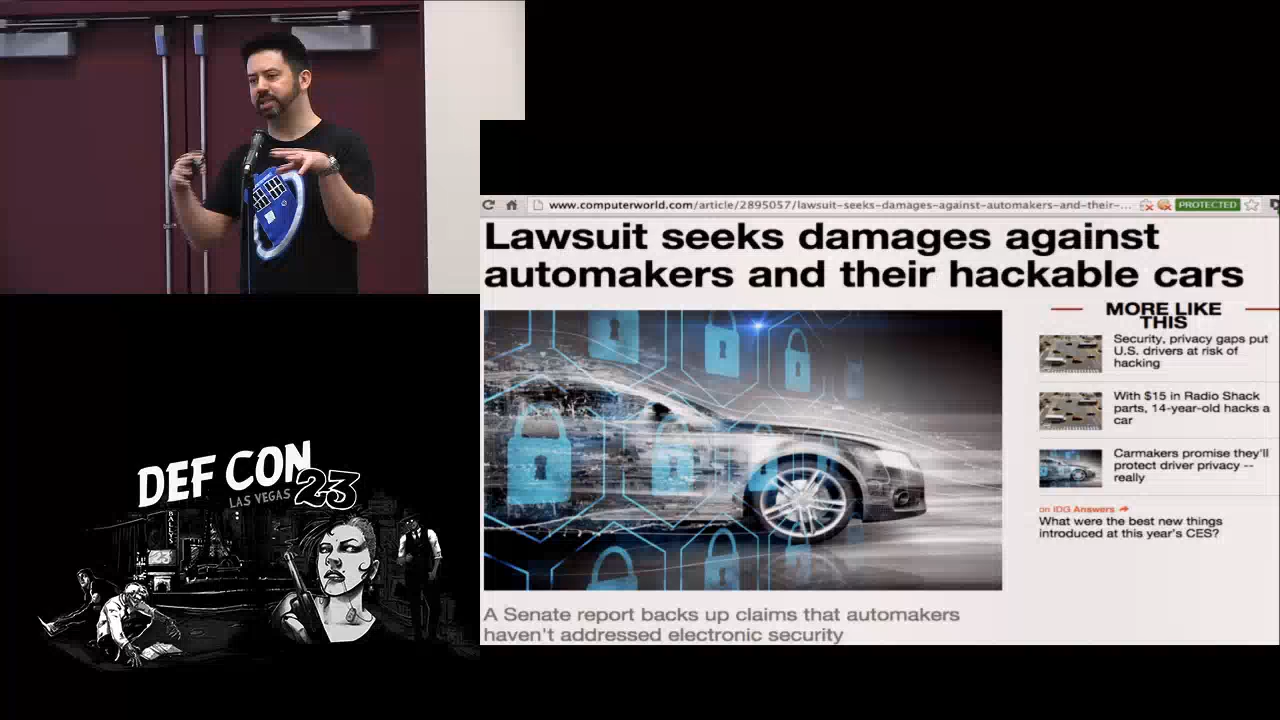 www.computerworld.com/article/2895057/lawsuit-seeks-damages-against-automakers-and-their-...
PROTECTED
Lawsuit seeks damages against
automakers and their hackable cars
MORE LIKE
THIS
Security, privacy gaps put
U.S. drivers at risk of
hacking
With $15 in Radio Shack
parts, 14-year-old hacks a
car
Carmakers promise they'll
protect driver privacy --
really
on IDG Answers
What were the best new things
introduced at this year's CES?
A Senate report backs up claims that automakers
haven't addressed electronic security
DEF CON
LAS VEGAS 23
BALLY'S